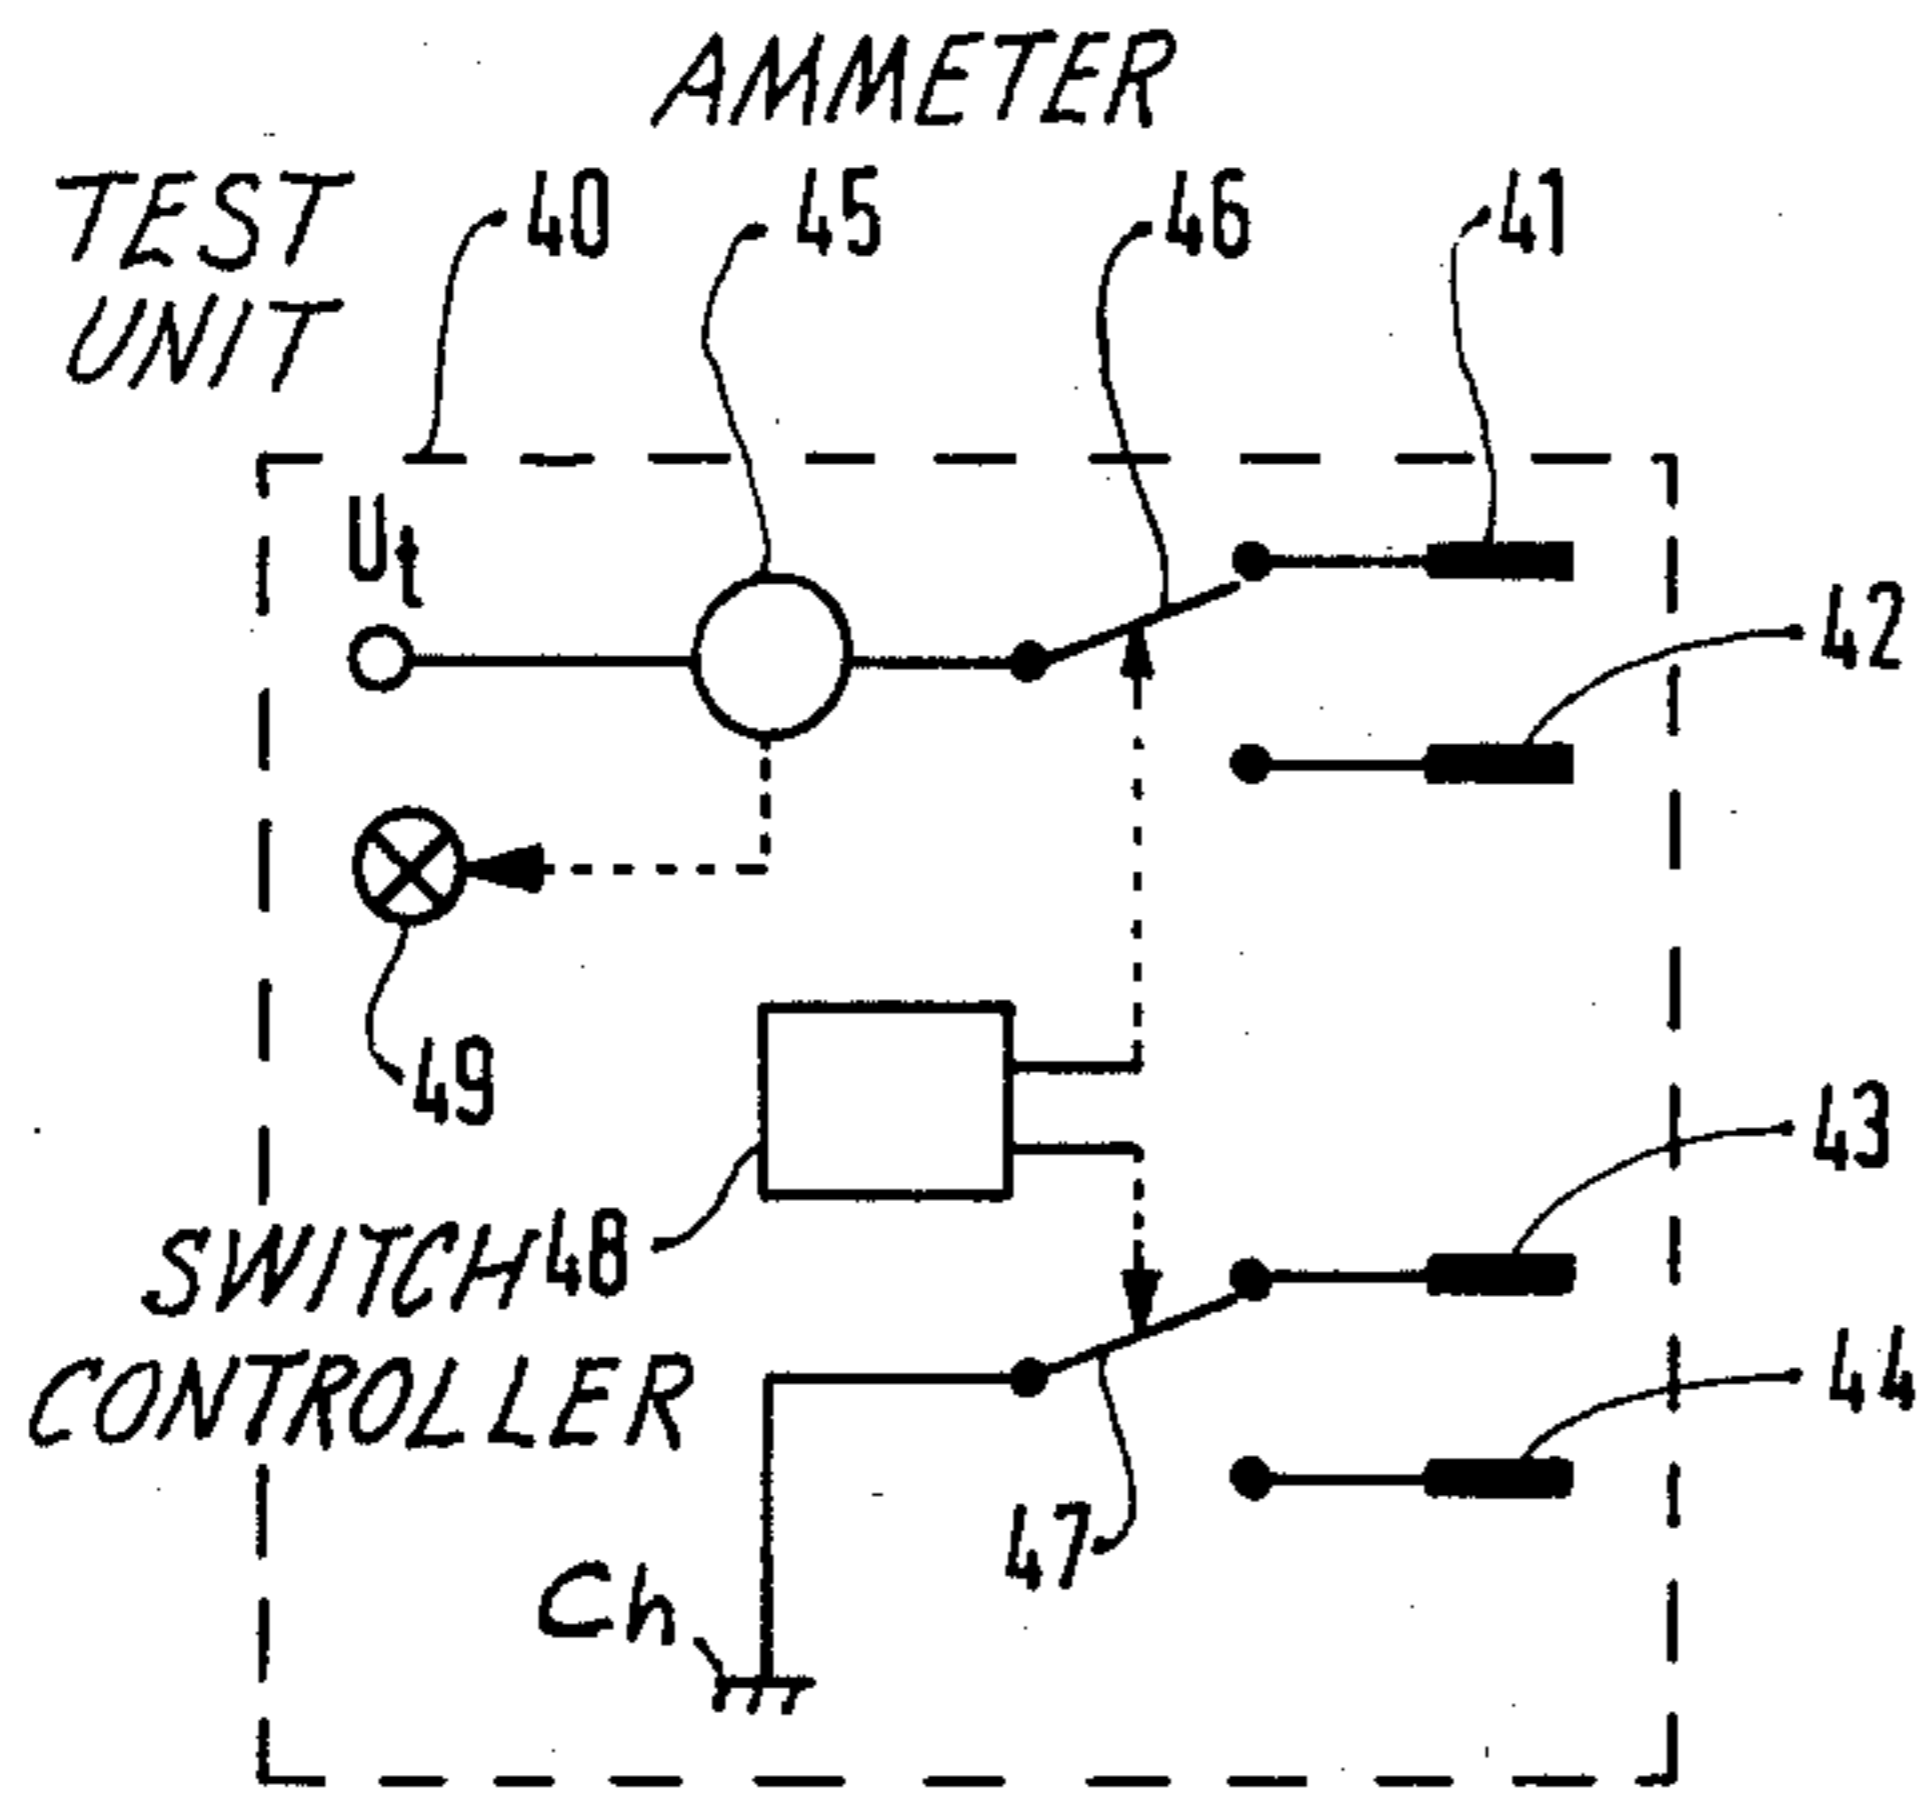 AMMETER
TEST
UNIT
40
45
46
41
Ut
42
49
43
SWITCH 48
CONTROLLER
44
47
Ch